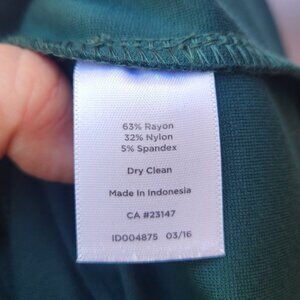 63% Rayon
32% Nylon
5% Spandex
Dry Clean
Made in Indonesia
CA #23147
ID004875 03/16